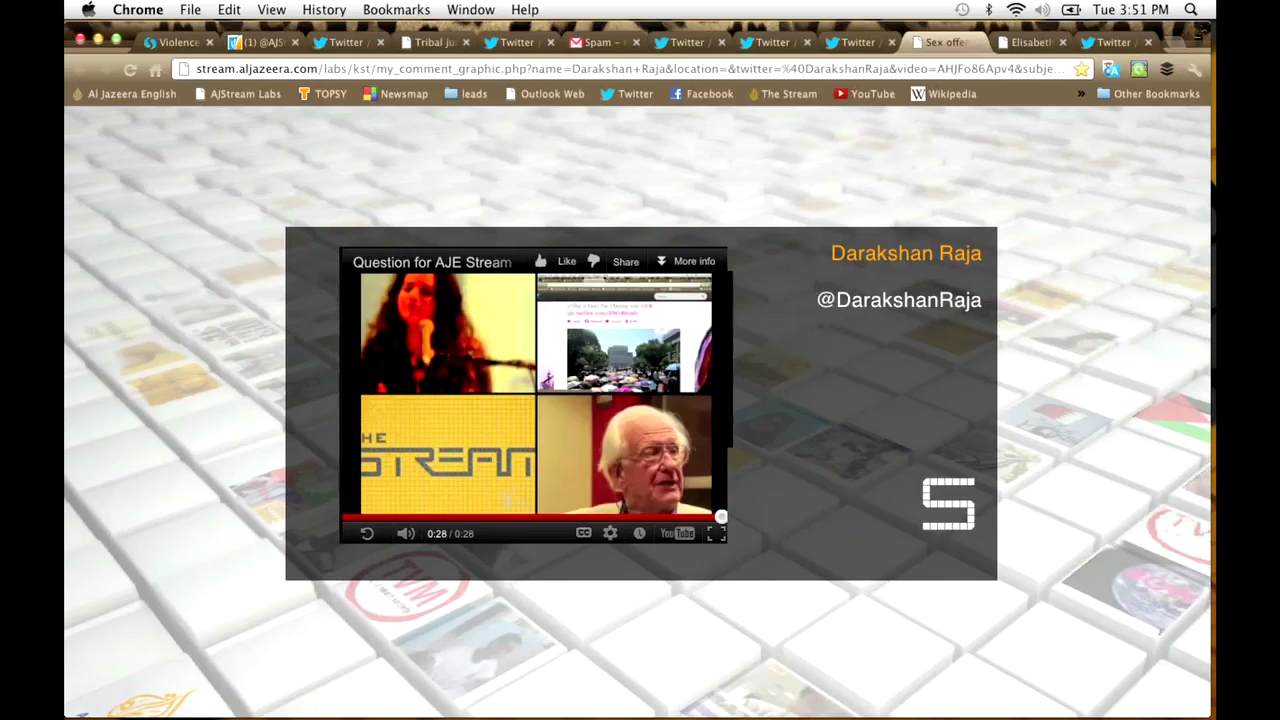 Chrome File Edit View History Bookmarks Window Help Tue 3:51 PM
Violence (1) @AJS Twitter / Tribal ju Twitter / Spam – Twitter / Twitter / Twitter / Sex offe Elisabeth Twitter /
stream.aljazeera.com/labs/kst/my_comment_graphic.php?name=Darakshan+Raja&location=&twitter=%40DarakshanRaja&video=AHJFo86Apv4&subje...
Al Jazeera English AJStream Labs TOPSY Newsmap leads Outlook Web Twitter Facebook The Stream YouTube Wikipedia » Other Bookmarks
Question for AJE Stream Like Share More info
HE
STREAM
0:28 / 0:28 CC YouTube
Darakshan Raja
@DarakshanRaja
S
TVM